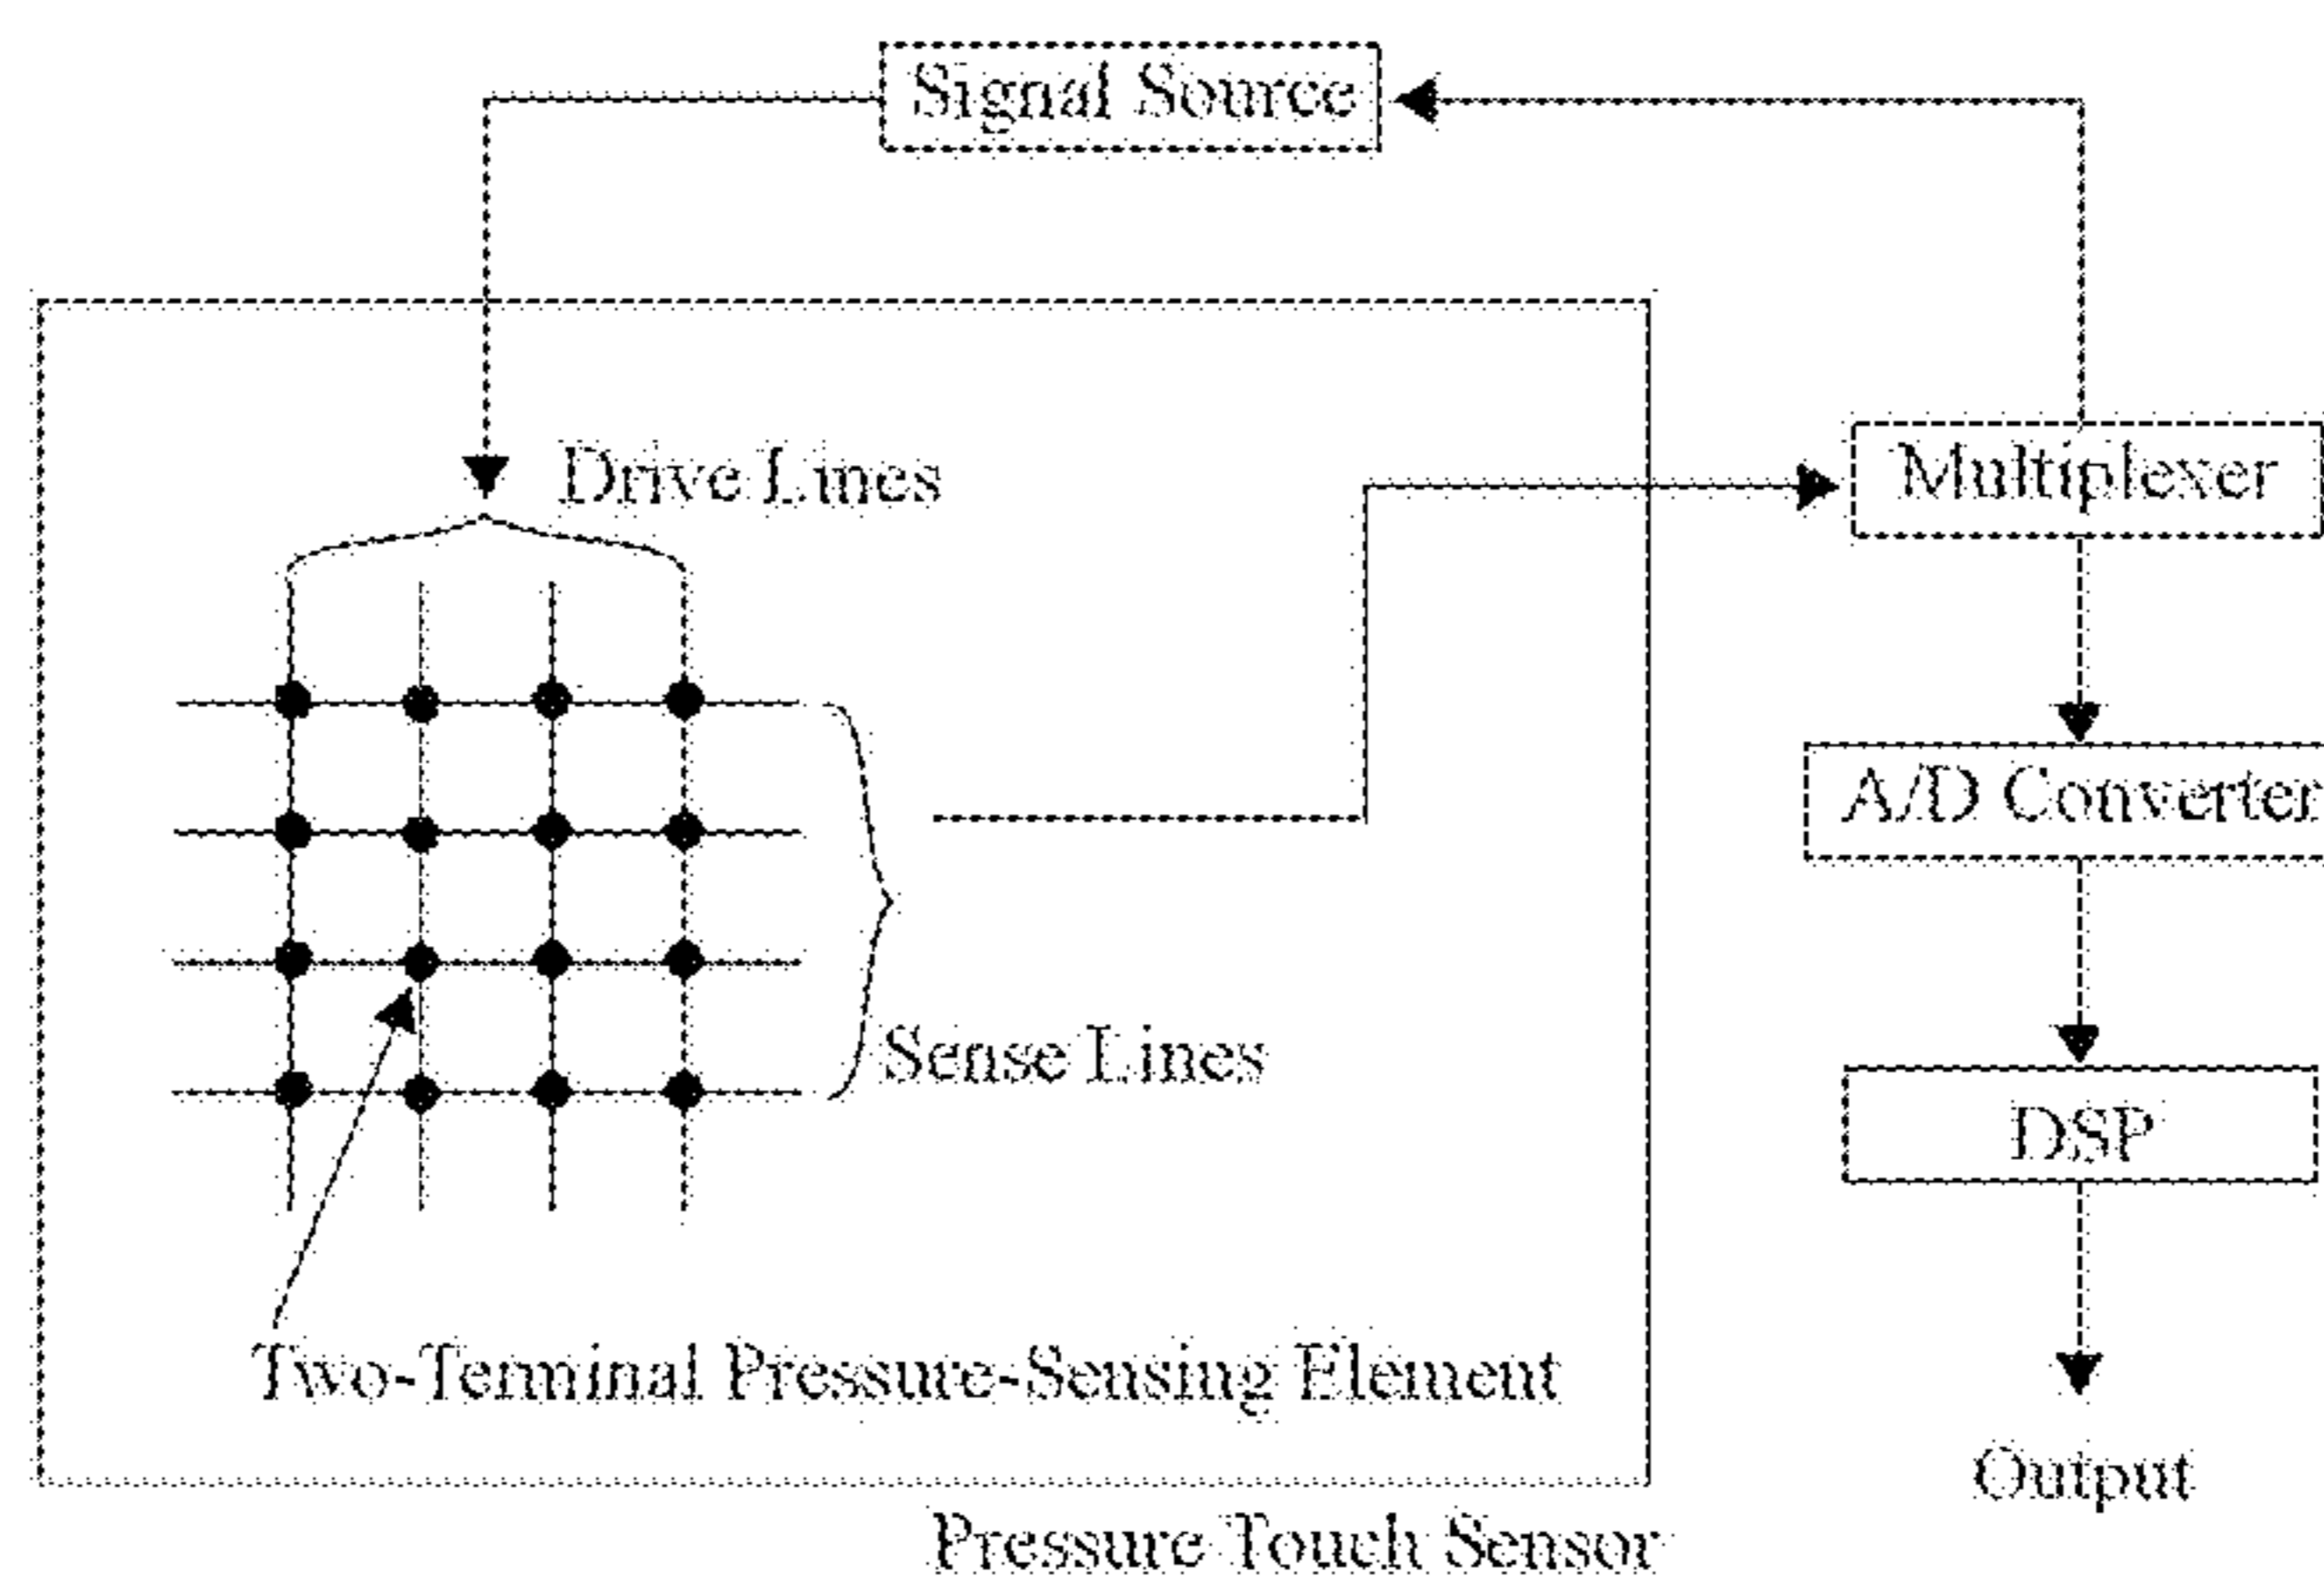 Signal Source
Drive Lines
Multiplexer
A/D Converter
Sense Lines
DSP
Two-Terminal Pressure-Sensing Element
Output
Pressure Touch Sensor